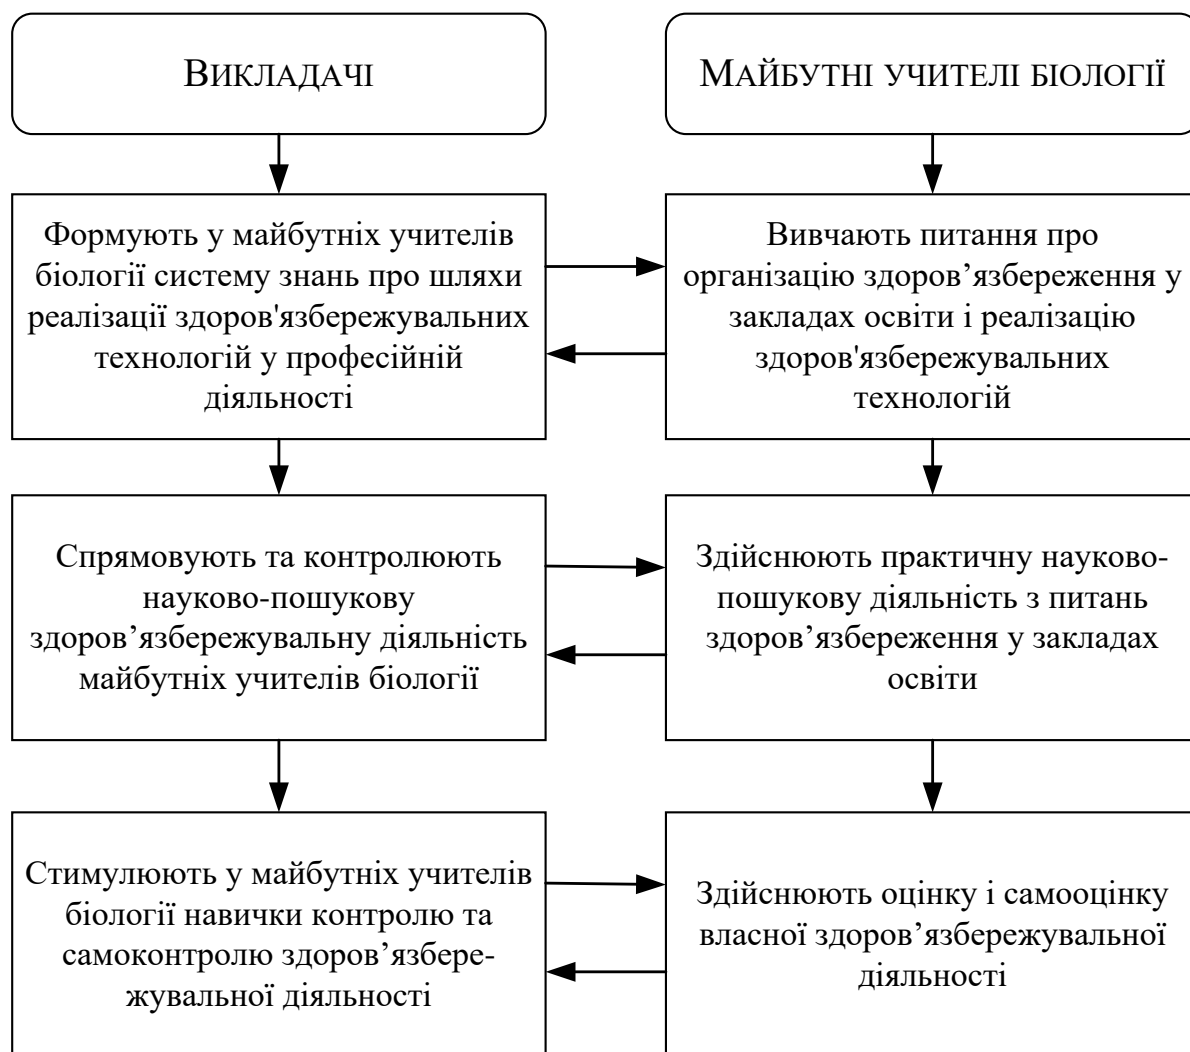 ВИКЛАДАЧІ
МАЙБУТНІ УЧИТЕЛІ БІОЛОГІЇ
Формують у майбутніх учителів
біології систему знань про шляхи
реалізації здоров'язбережувальних
технологій у професійній
діяльності
Вивчають питання про
організацію здоров’язбереження у
закладах освіти і реалізацію
здоров'язбережувальних
технологій
Спрямовують та контролюють
науково-пошукову
здоров’язбережувальну діяльність
майбутніх учителів біології
Здійснюють практичну науково-
пошукову діяльність з питань
здоров’язбереження у закладах
освіти
Стимулюють у майбутніх учителів
біології навички контролю та
самоконтролю здоров’язбере-
жувальної діяльності
Здійснюють оцінку і самооцінку
власної здоров’язбережувальної
діяльності